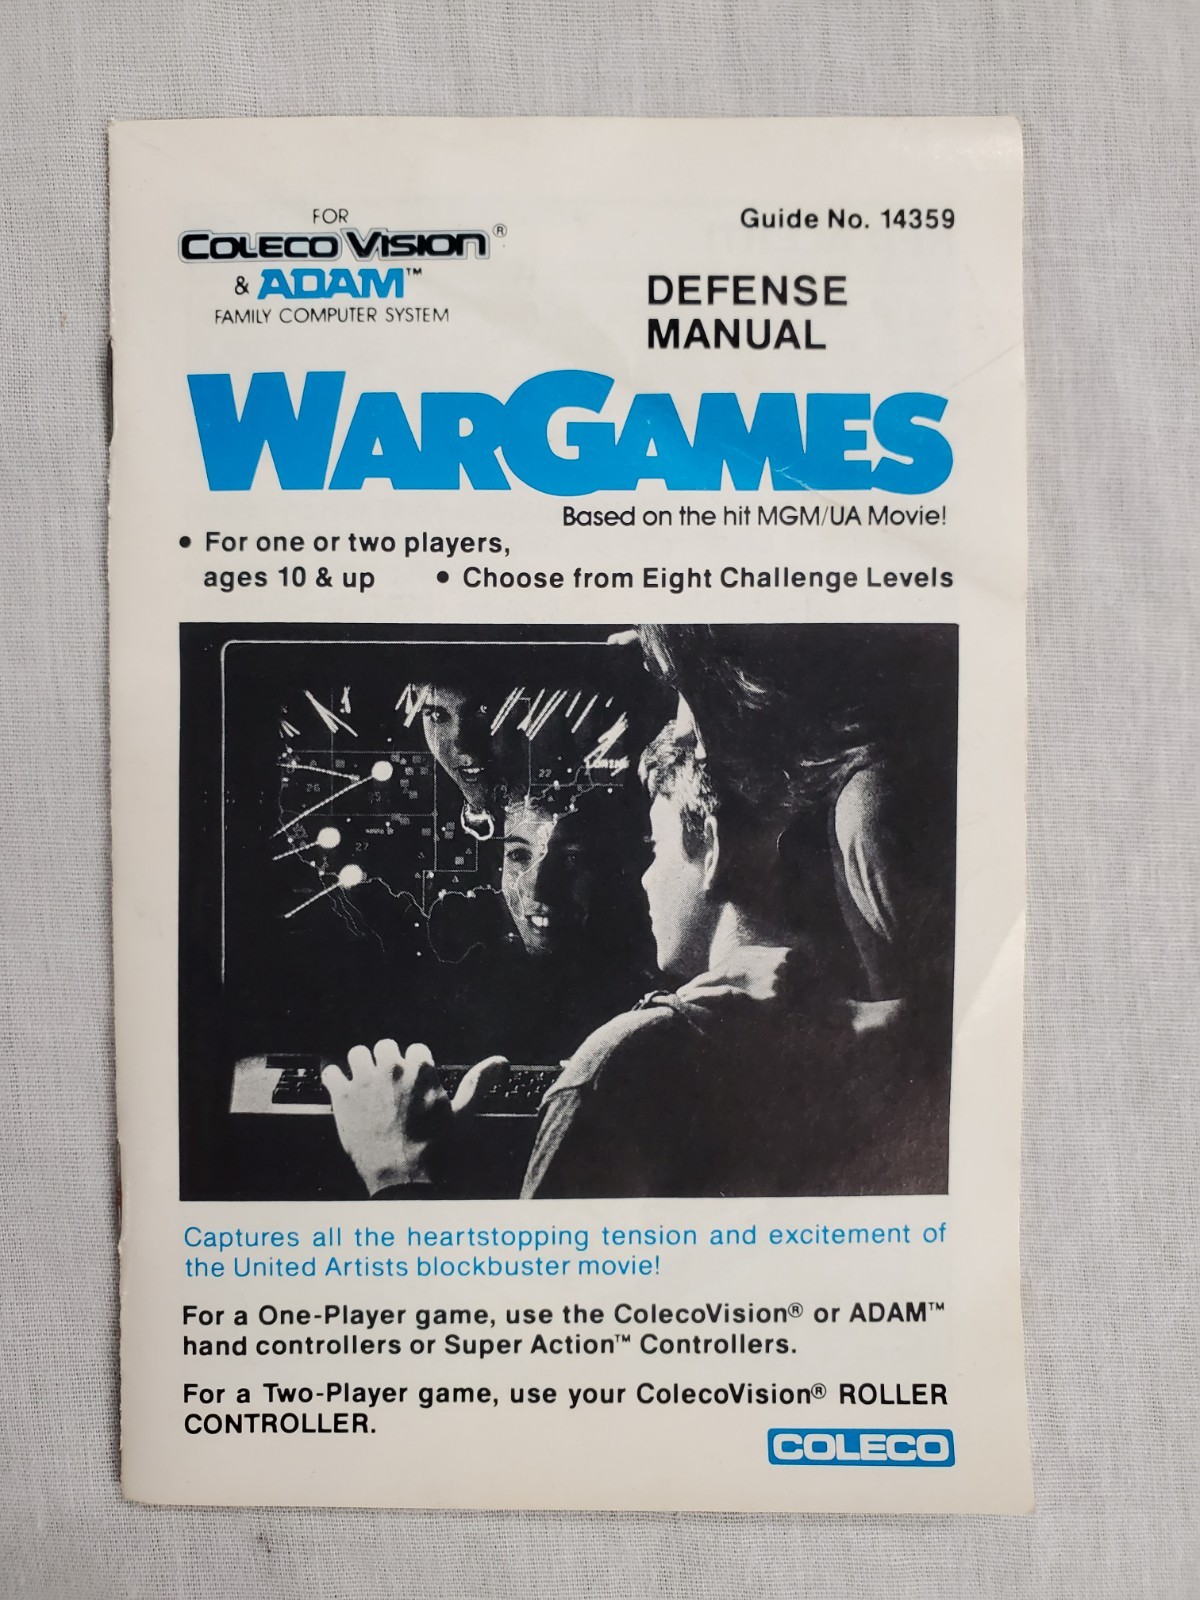 FOR
COLECOVISION®
& ADAM™
FAMILY COMPUTER SYSTEM
Guide No. 14359
DEFENSE
MANUAL
WARGAMES
Based on the hit MGM/UA Movie!
• For one or two players,
ages 10 & up • Choose from Eight Challenge Levels
27
26
27
Captures all the heartstopping tension and excitement of
the United Artists blockbuster movie!
For a One-Player game, use the ColecoVision® or ADAM™
hand controllers or Super Action™ Controllers.
For a Two-Player game, use your ColecoVision® ROLLER
CONTROLLER.
COLECO